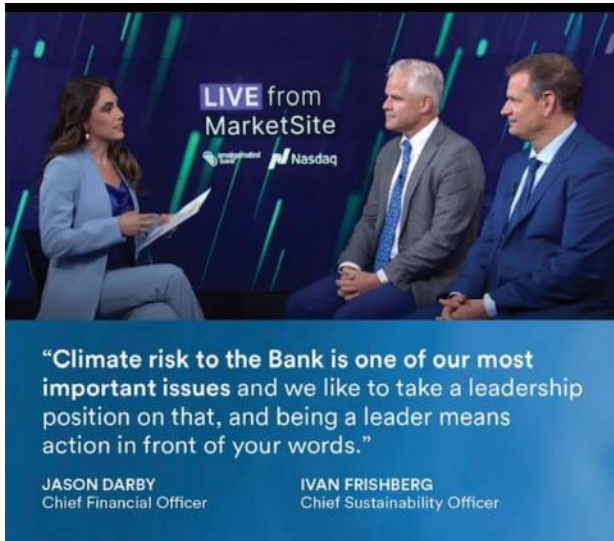 LIVE from
MarketSite
amalgamated
bank
Nasdaq
“Climate risk to the Bank is one of our most
important issues and we like to take a leadership
position on that, and being a leader means
action in front of your words.”
JASON DARBY
Chief Financial Officer
IVAN FRISHBERG
Chief Sustainability Officer